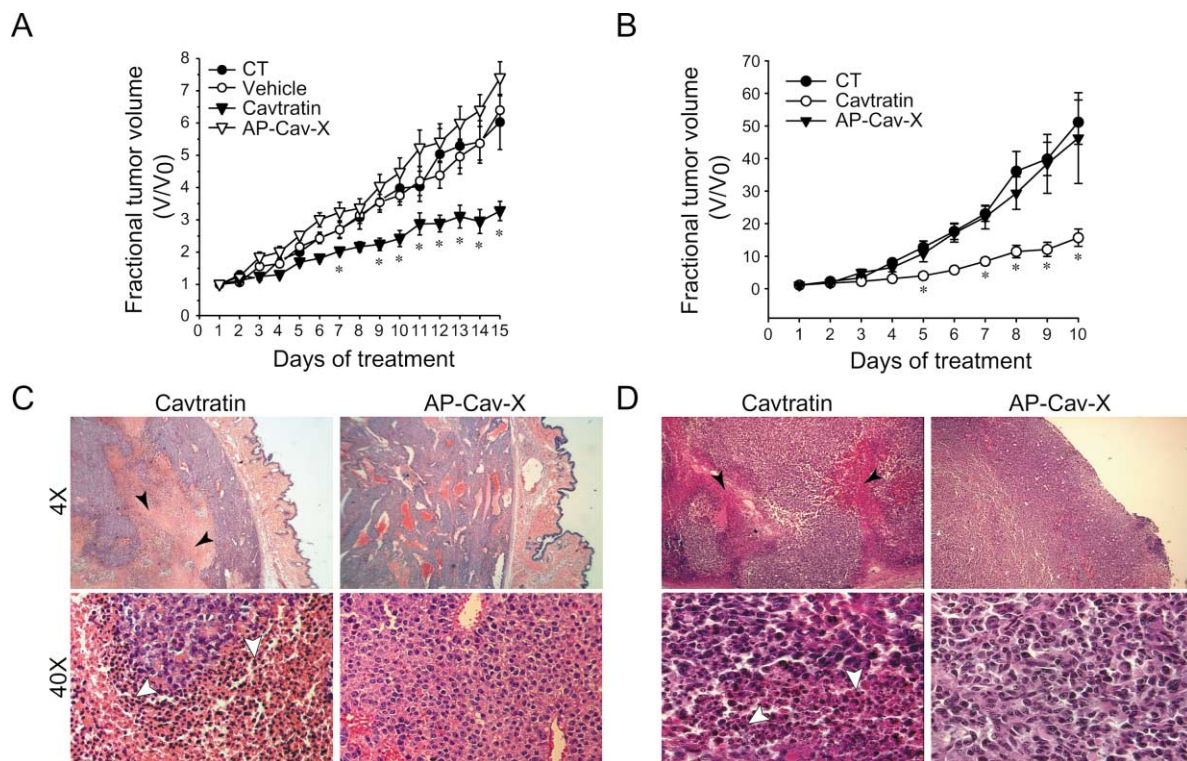 A
Fractional tumor volume
(V/V0)
8
7
6
5
4
3
2
1
0
CT
Vehicle
Cavtratin
AP-Cav-X
* * * * * * * *
0 1 2 3 4 5 6 7 8 9 10 11 12 13 14 15
Days of treatment
B
Fractional tumor volume
(V/V0)
70
60
50
40
30
20
10
0
CT
Cavtratin
AP-Cav-X
* * * * *
0 1 2 3 4 5 6 7 8 9 10
Days of treatment
C
Cavtratin AP-Cav-X
4X
40X
D
Cavtratin AP-Cav-X